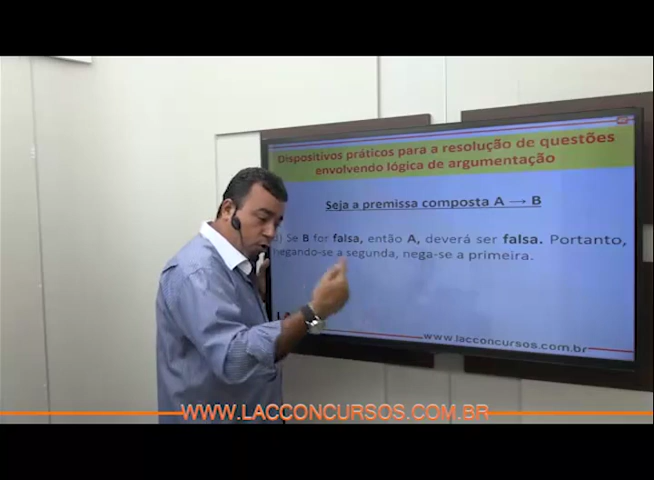 Dispositivos práticos para a resolução de questões
envolvendo lógica de argumentação
Seja a premissa composta A → B
) Se B for falsa, então A, deverá ser falsa. Portanto,
negando-se a segunda, nega-se a primeira.
www.lacconcursos.com.br
WWW.LACCONCURSOS.COM.BR